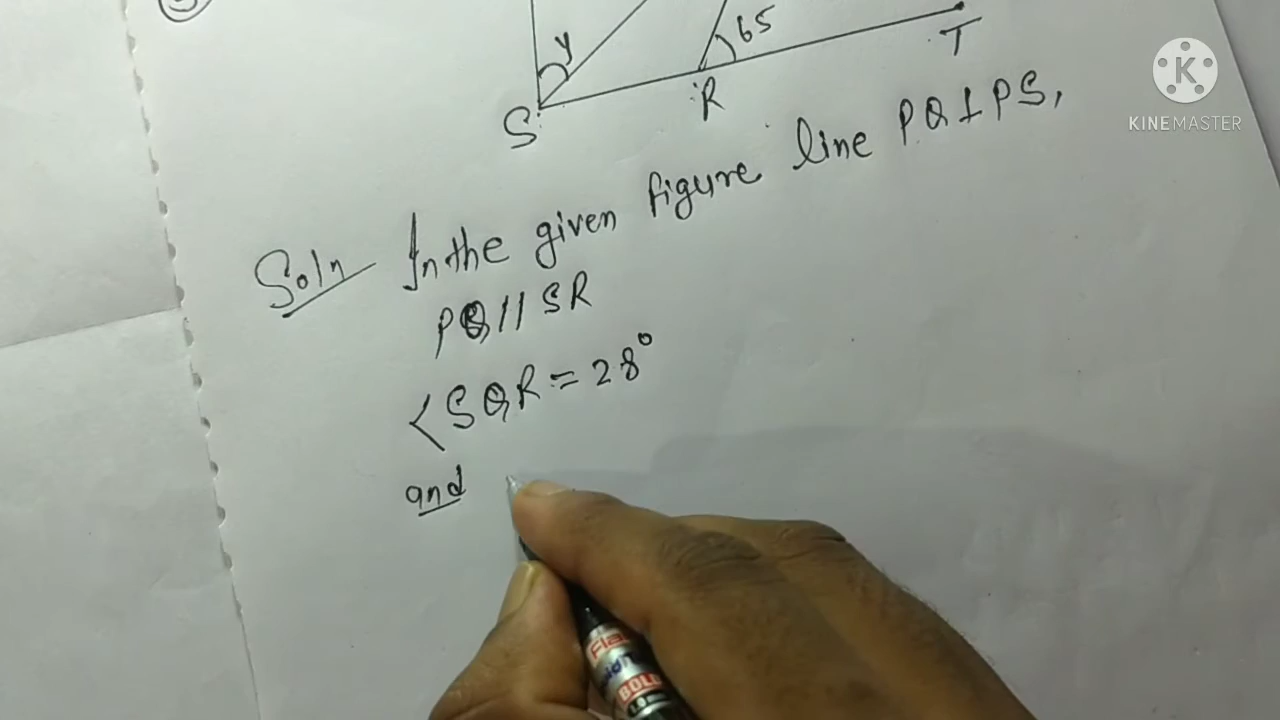 y
65
T
S
R
K
KINEMASTER
Soln In the given figure line PQ⊥PS,
PQ//SR
<SQR=28°
and